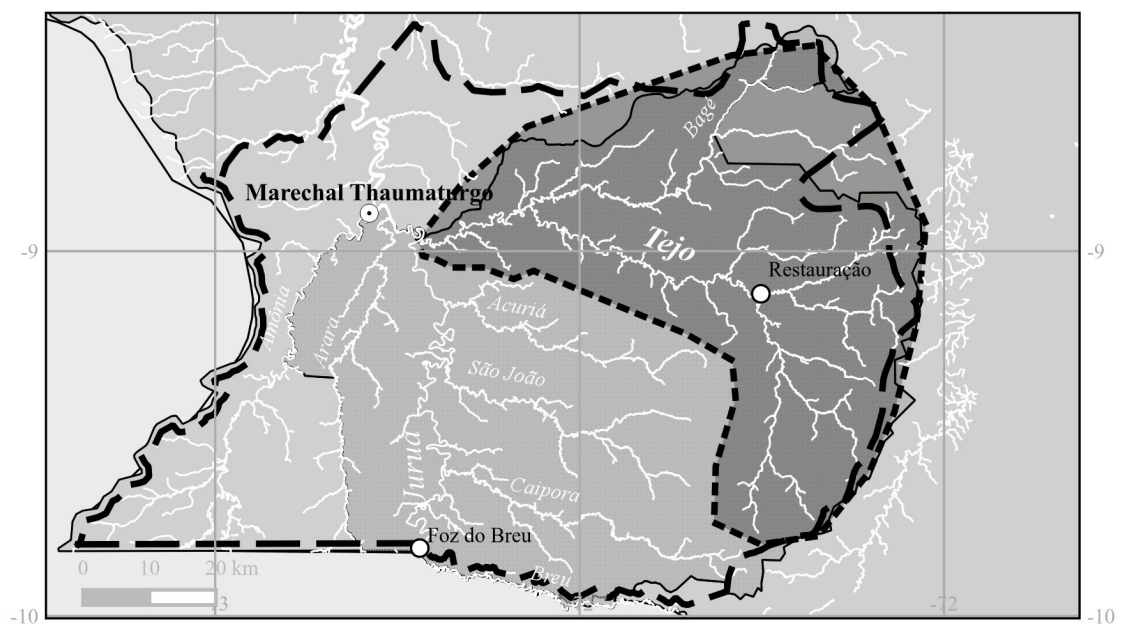 Bagé
Marechal Thaumaturgo
-9
-9
Tejo
Restauração
Amônia
Arara
Acuriá
São João
Juruá
Caipora
Foz do Breu
Breu
0 10 20 km
-10
-72
-10